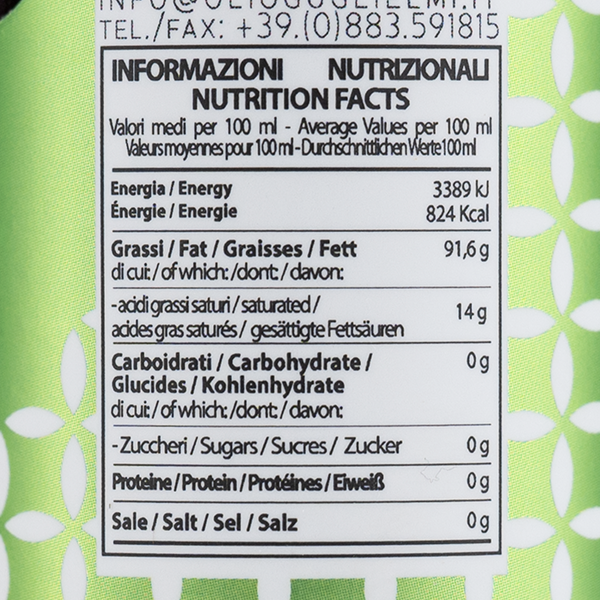 TEL./FAX: +39.(0)883.591815
INFORMAZIONI NUTRIZIONALI
NUTRITION FACTS
Valori medi per 100 ml - Average Values per 100 ml
Valeurs moyennes pour 100 ml - Durchschnittlichen Werte 100 ml
Energia / Energy 3389 kJ
Énergie / Energie 824 Kcal
Grassi / Fat / Graisses / Fett 91,6 g
di cui: / of which: /dont: / davon:
- acidi grassi saturi / saturated / 14 g
acides gras saturés / gesättigte Fettsäuren
Carboidrati / Carbohydrate / 0 g
Glucides / Kohlenhydrate
di cui: / of which: /dont: / davon:
- Zuccheri / Sugars / Sucres / Zucker 0 g
Proteine / Protein / Protéines / Eiweiß 0 g
Sale / Salt / Sel / Salz 0 g